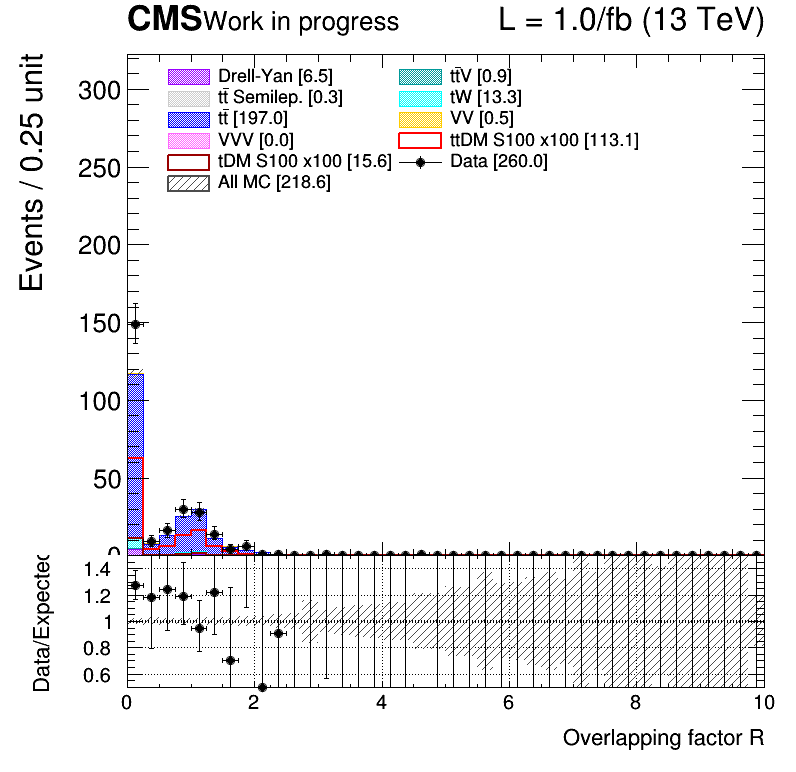 CMS Work in progress L = 1.0/fb (13 TeV)
Events / 0.25 unit
300
250
200
150
100
50
0
Drell-Yan [6.5] tt̄V [0.9]
tt̄ Semilep. [0.3] tW [13.3]
tt̄ [197.0] VV [0.5]
VVV [0.0] ttDM S100 x100 [113.1]
tDM S100 x100 [15.6] Data [260.0]
All MC [218.6]
Data/Expected
1.4
1.2
1
0.8
0.6
0 2 4 6 8 10
Overlapping factor R